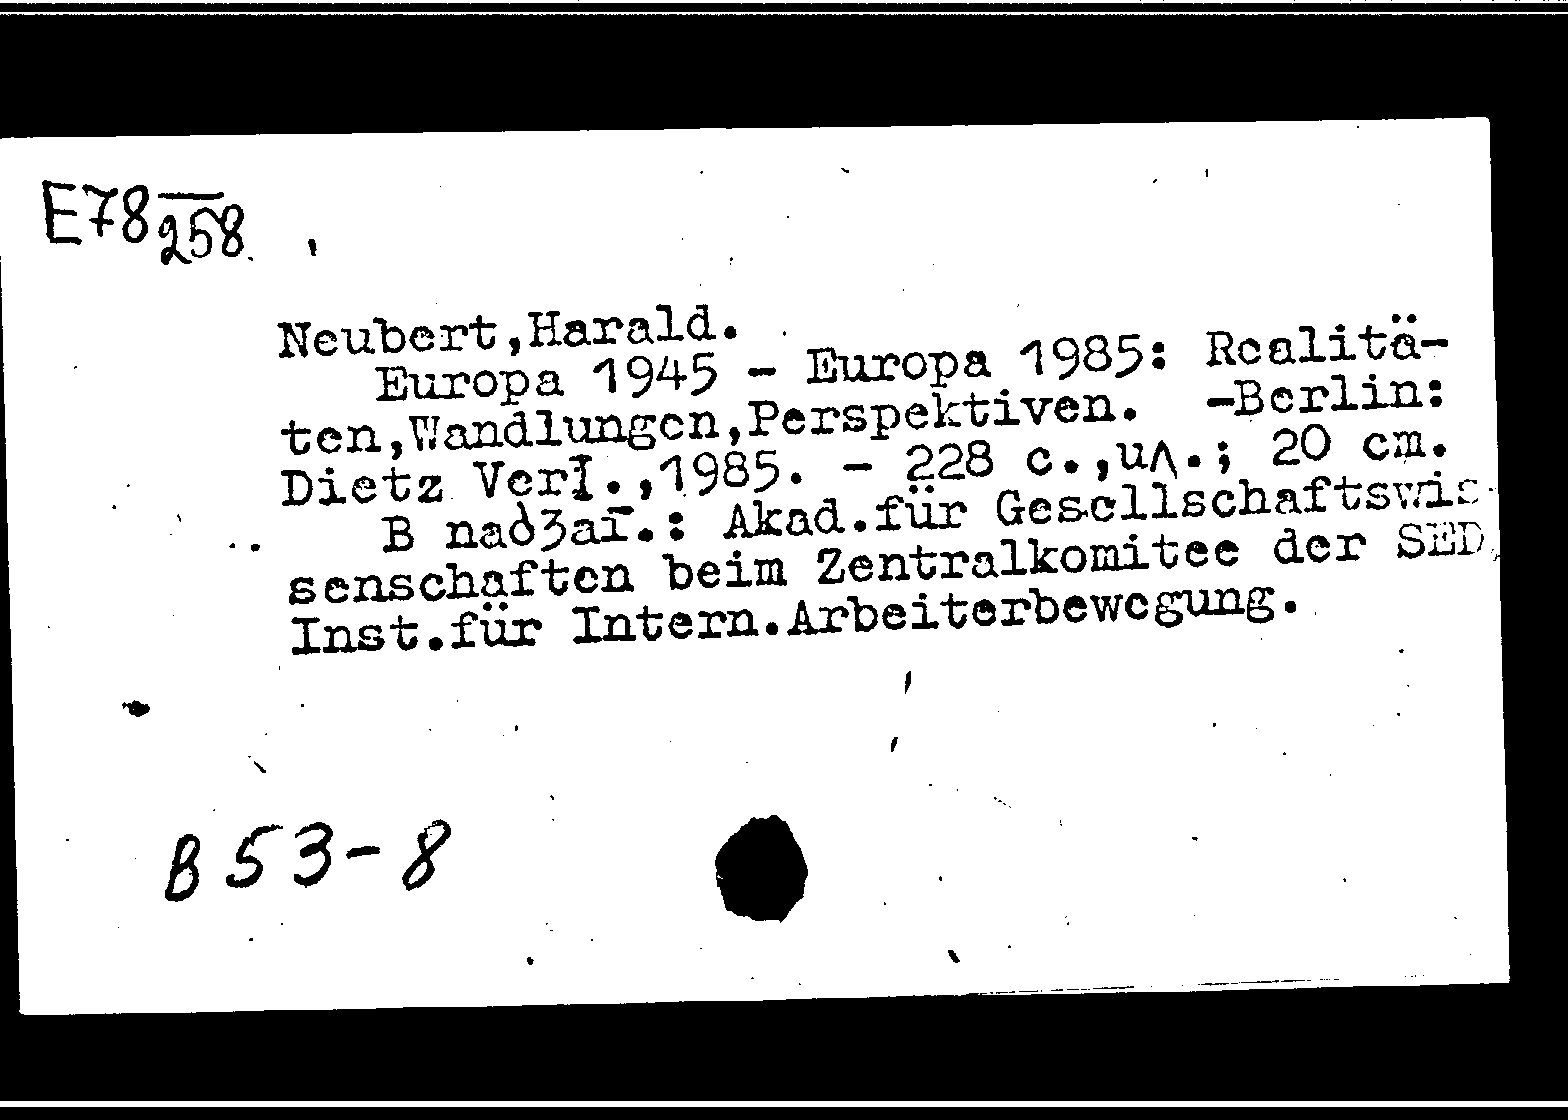 E78 258
Neubert,Harald.
Europa 1945 - Europa 1985: Realitä-
ten,Wandlungen,Perspektiven. -Berlin:
Dietz Verl.,1985. - 228 с.,ил.; 20 cm.
В надзаг.: Akad.für Gesellschaftswis
senschaften beim Zentralkomitee der SED,
Inst.für Intern.Arbeiterbewegung.
B 53-8